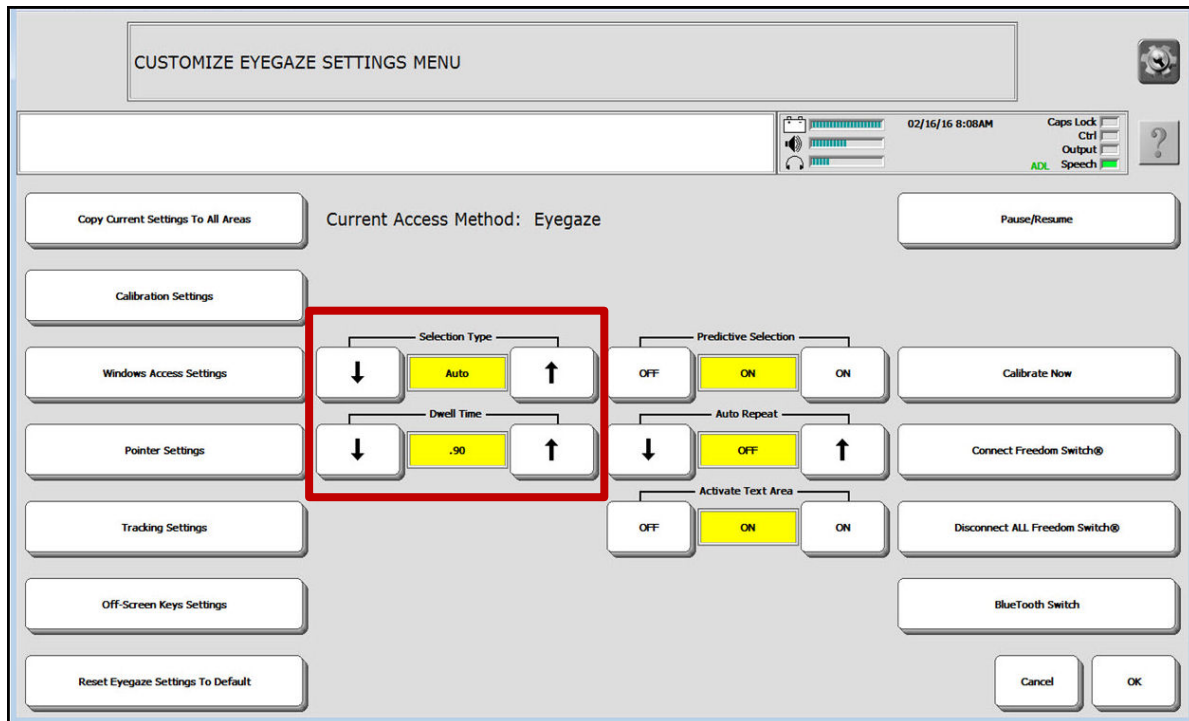 CUSTOMIZE EYEGAZE SETTINGS MENU
02/16/16 8:08AM
Caps Lock
Ctrl
Output
ADL Speech
?
Copy Current Settings To All Areas
Current Access Method: Eyegaze
Pause/Resume
Calibration Settings
Selection Type
Predictive Selection
Windows Access Settings
↓ Auto ↑
OFF ON ON
Calibrate Now
Dwell Time
Auto Repeat
Pointer Settings
↓ .90 ↑
↓ OFF ↑
Connect Freedom Switch®
Activate Text Area
Tracking Settings
OFF ON ON
Disconnect ALL Freedom Switch®
Off-Screen Keys Settings
BlueTooth Switch
Reset Eyegaze Settings To Default
Cancel
OK